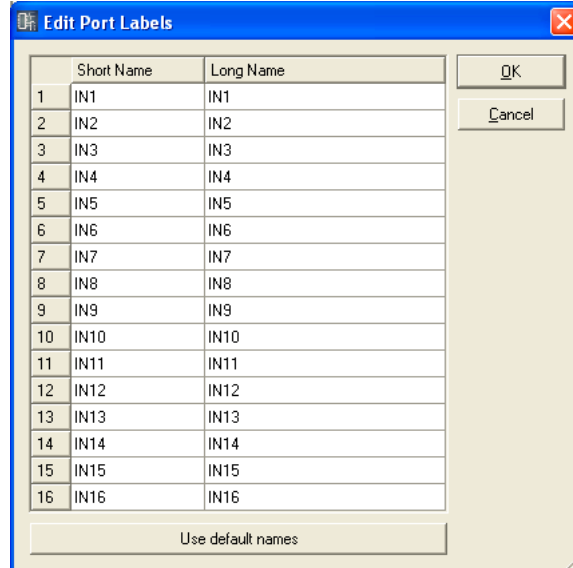 Edit Port Labels
Short Name Long Name
OK
1 IN1 IN1
Cancel
2 IN2 IN2
3 IN3 IN3
4 IN4 IN4
5 IN5 IN5
6 IN6 IN6
7 IN7 IN7
8 IN8 IN8
9 IN9 IN9
10 IN10 IN10
11 IN11 IN11
12 IN12 IN12
13 IN13 IN13
14 IN14 IN14
15 IN15 IN15
16 IN16 IN16
Use default names